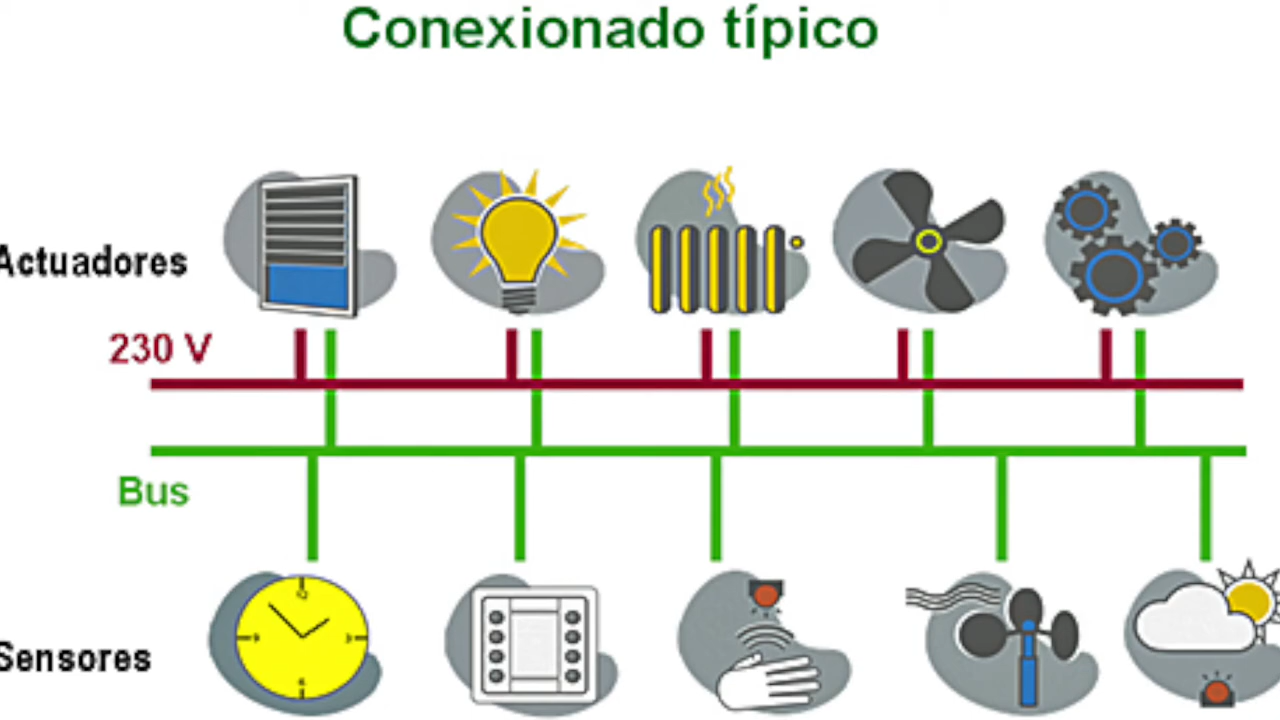 Conexionado típico
Actuadores
230 V
Bus
Sensores